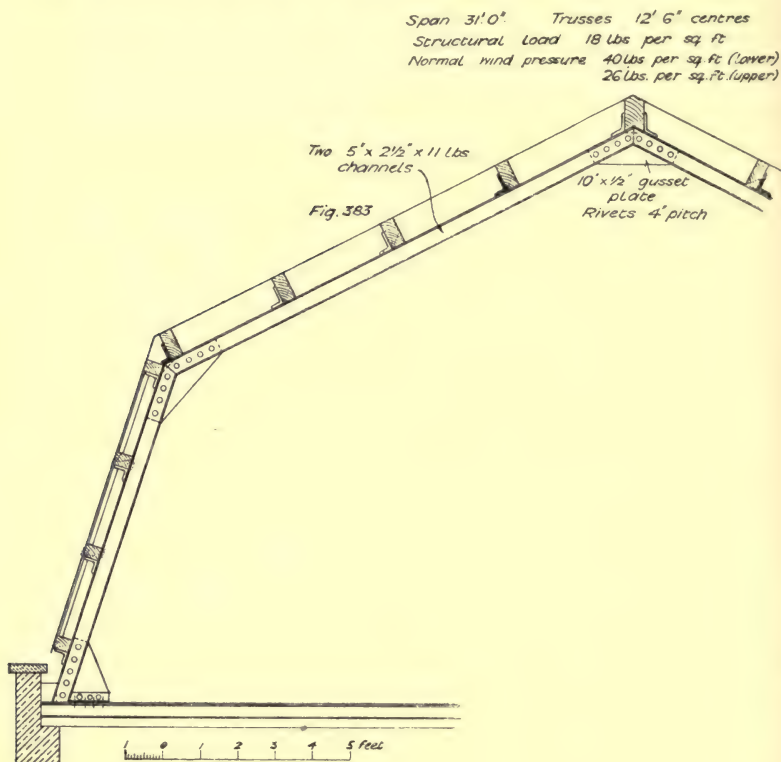 Span 31'.0". Trusses 12' 6" centres
Structural Load 18 lbs per sq ft
Normal wind pressure 40 lbs per sq. ft (lower)
26 lbs. per sq. ft. (upper)
Two 5" x 2½" x 11 lbs
channels
10" x ½" gusset
plate
Rivets 4" pitch
Fig. 383
1 0 1 2 3 4 5 feet